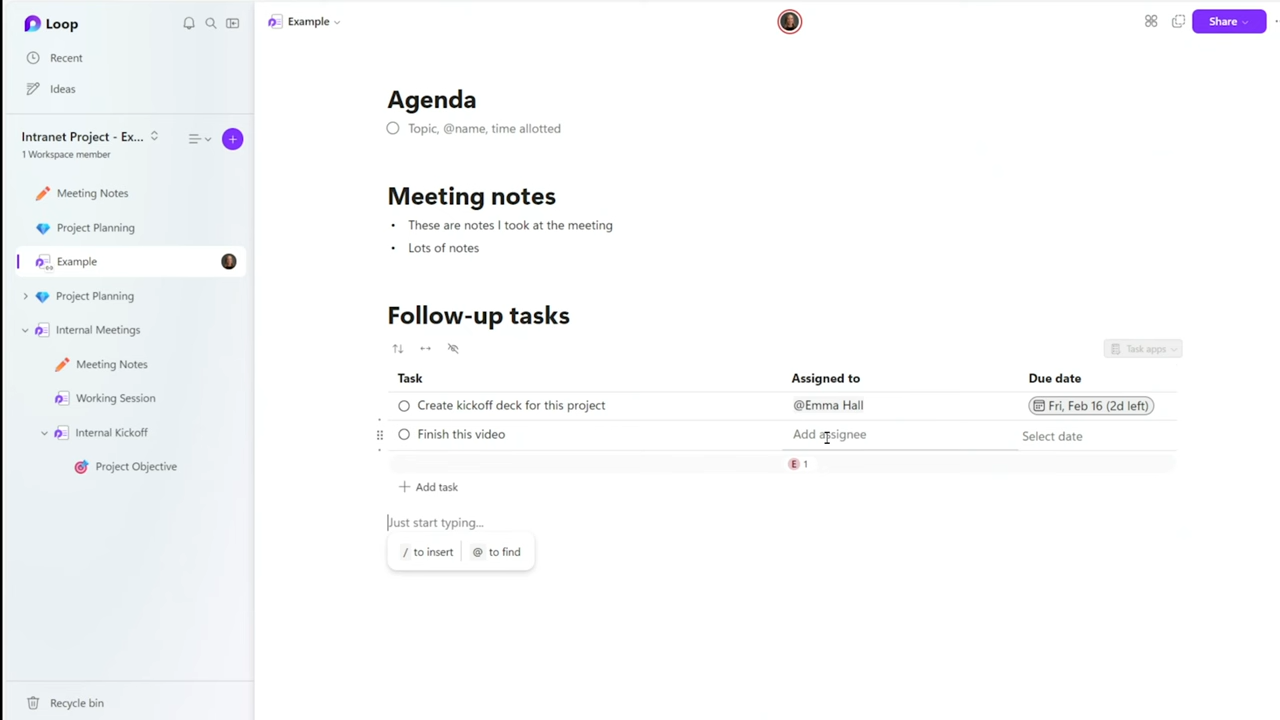 Loop
Recent
Ideas
Intranet Project - Ex...
1 Workspace member
Meeting Notes
Project Planning
Example
Project Planning
Internal Meetings
Meeting Notes
Working Session
Internal Kickoff
Project Objective
Recycle bin
Example
Share
Agenda
Topic, @name, time allotted
Meeting notes
• These are notes I took at the meeting
• Lots of notes
Follow-up tasks
Task apps
Task Assigned to Due date
Create kickoff deck for this project @Emma Hall Fri, Feb 16 (2d left)
Finish this video Add assignee Select date
E 1
+ Add task
Just start typing...
/ to insert @ to find